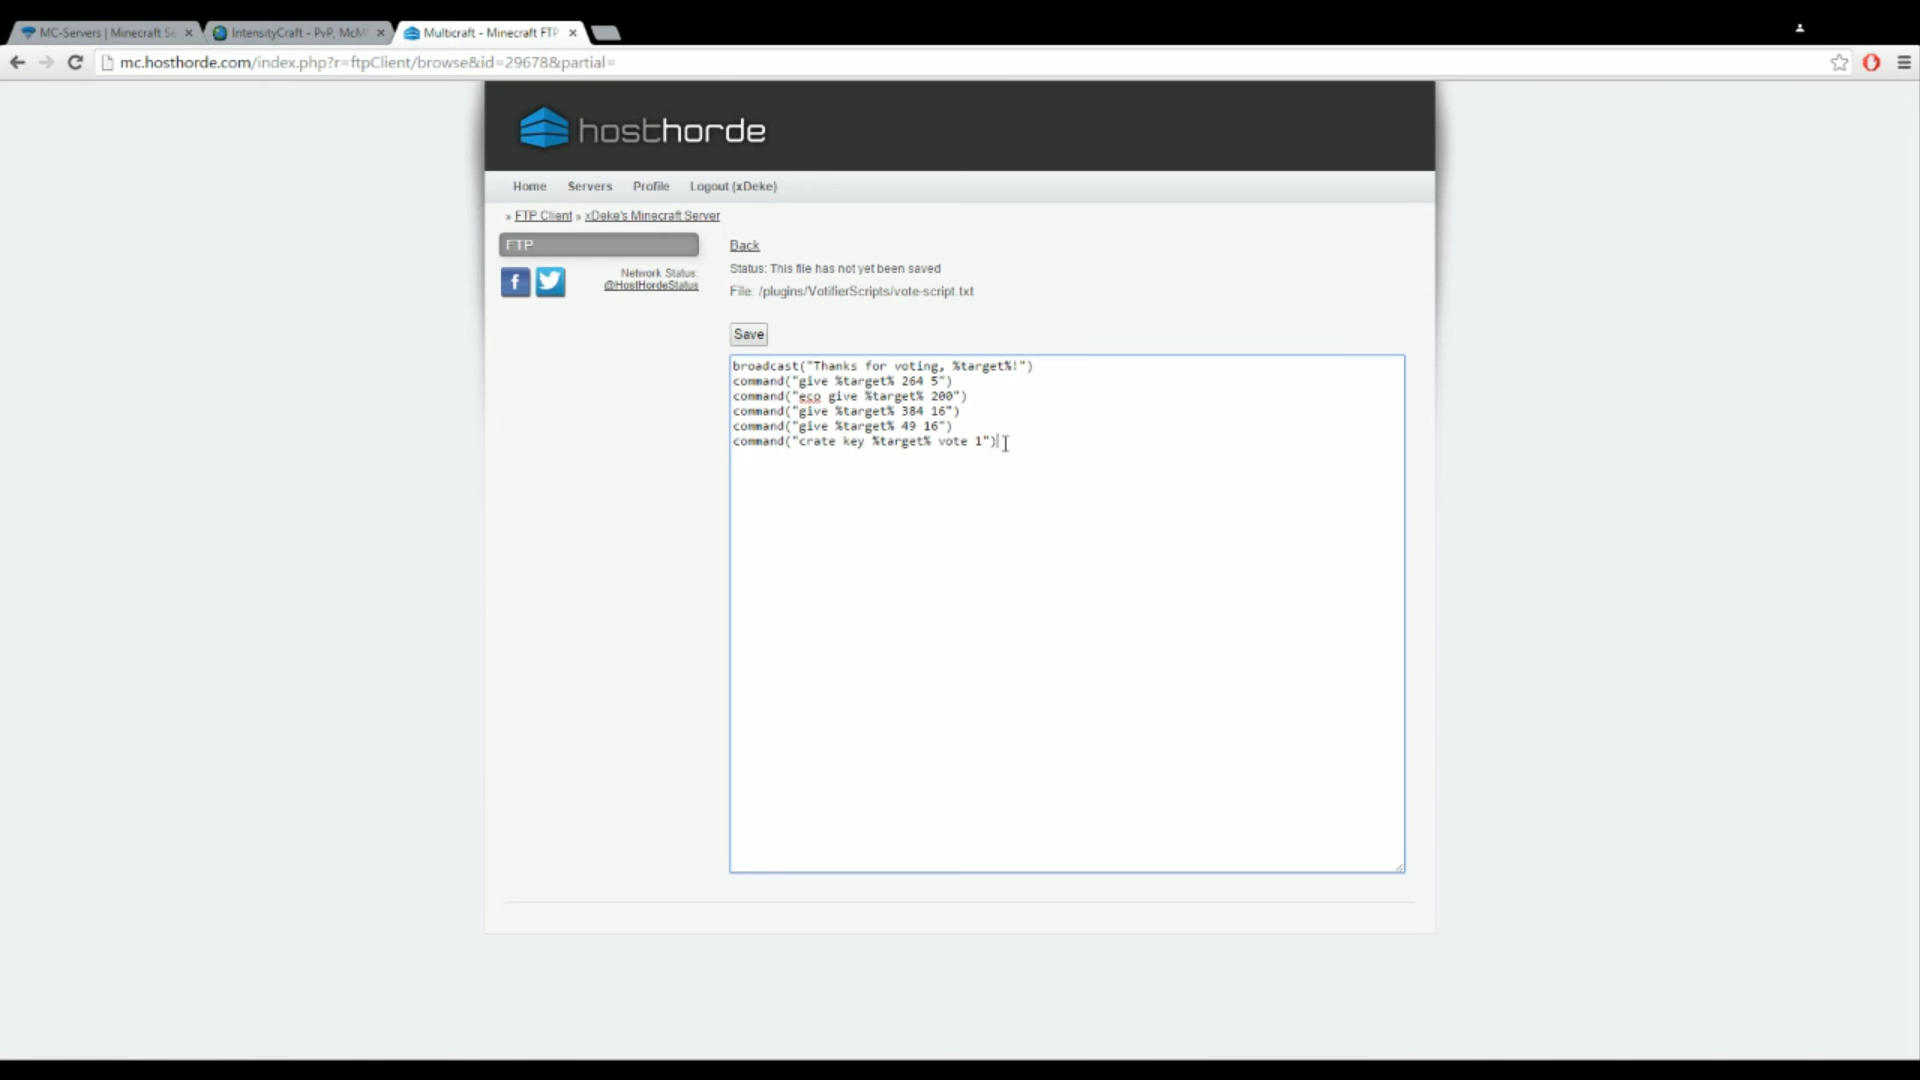 MC-Servers | Minecraft Se
IntensityCraft - PvP, McM
Multicraft - Minecraft FTP
mc.hosthorde.com/index.php?r=ftpClient/browse&id=29678&partial=
hosthorde
Home Servers Profile Logout (xDeke)
» FTP Client » xDeke's Minecraft Server
FTP
Network Status:
@HostHordeStatus
Back
Status: This file has not yet been saved
File: /plugins/VotifierScripts/vote-script.txt
Save
broadcast("Thanks for voting, %target%!")
command("give %target% 264 5")
command("eco give %target% 200")
command("give %target% 384 16")
command("give %target% 49 16")
command("crate key %target% vote 1")